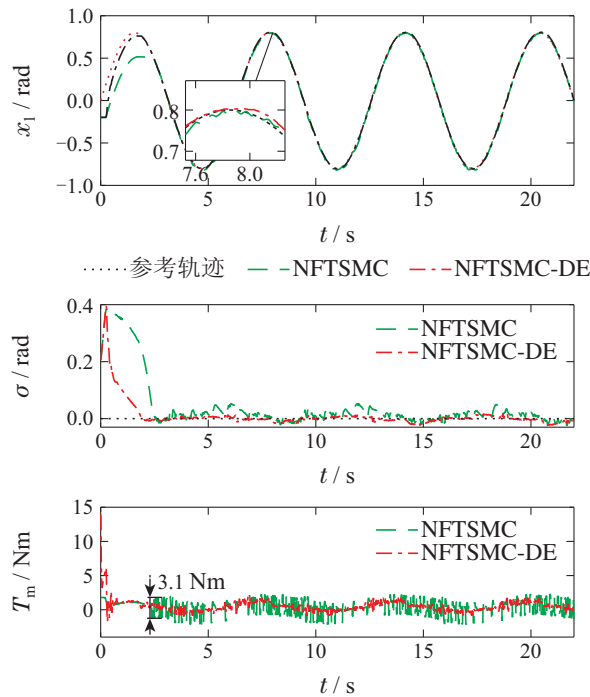 1.0
0.5
0.0
−0.5
−1.0
x₁ / rad
0.8
0.7
7.6 8.0
0 5 10 15 20
t / s
参考轨迹 NFTSMC NFTSMC-DE
0.4
0.2
0.0
σ / rad
NFTSMC
NFTSMC-DE
0 5 10 15 20
t / s
15
10
5
0
Tₘ / Nm
NFTSMC
NFTSMC-DE
3.1 Nm
0 5 10 15 20
t / s